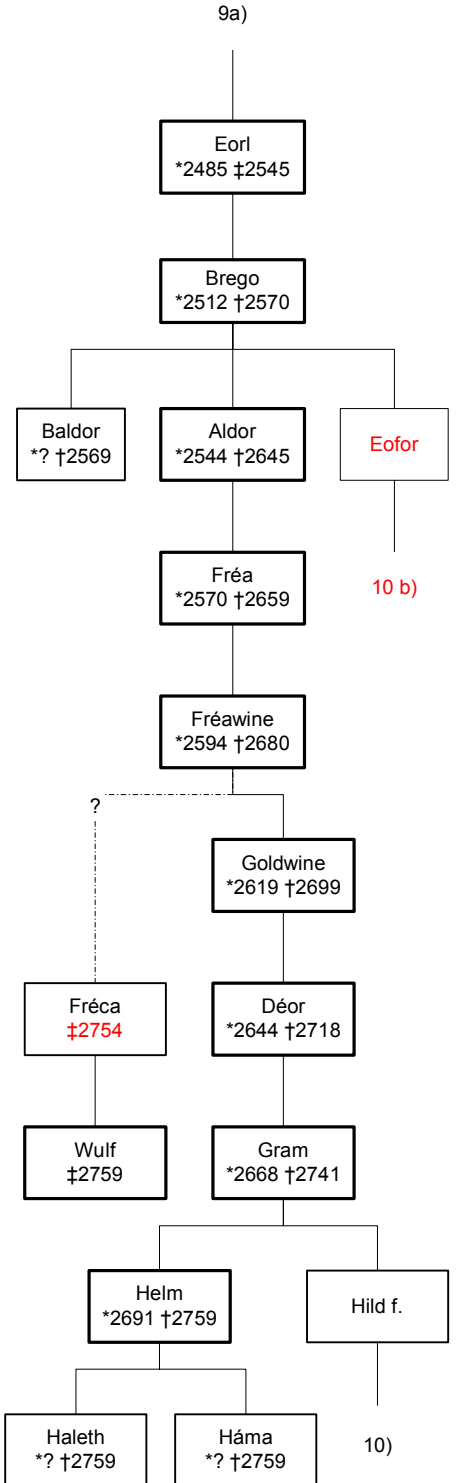 9a)
Eorl
*2485 ‡2545
Brego
*2512 †2570
Baldor
*? †2569
Aldor
*2544 †2645
Eofor
Fréa
*2570 †2659
10 b)
Fréawine
*2594 †2680
?
Goldwine
*2619 †2699
Fréca
‡2754
Déor
*2644 †2718
Wulf
‡2759
Gram
*2668 †2741
Helm
*2691 †2759
Hild f.
Haleth
*? †2759
Háma
*? †2759
10)